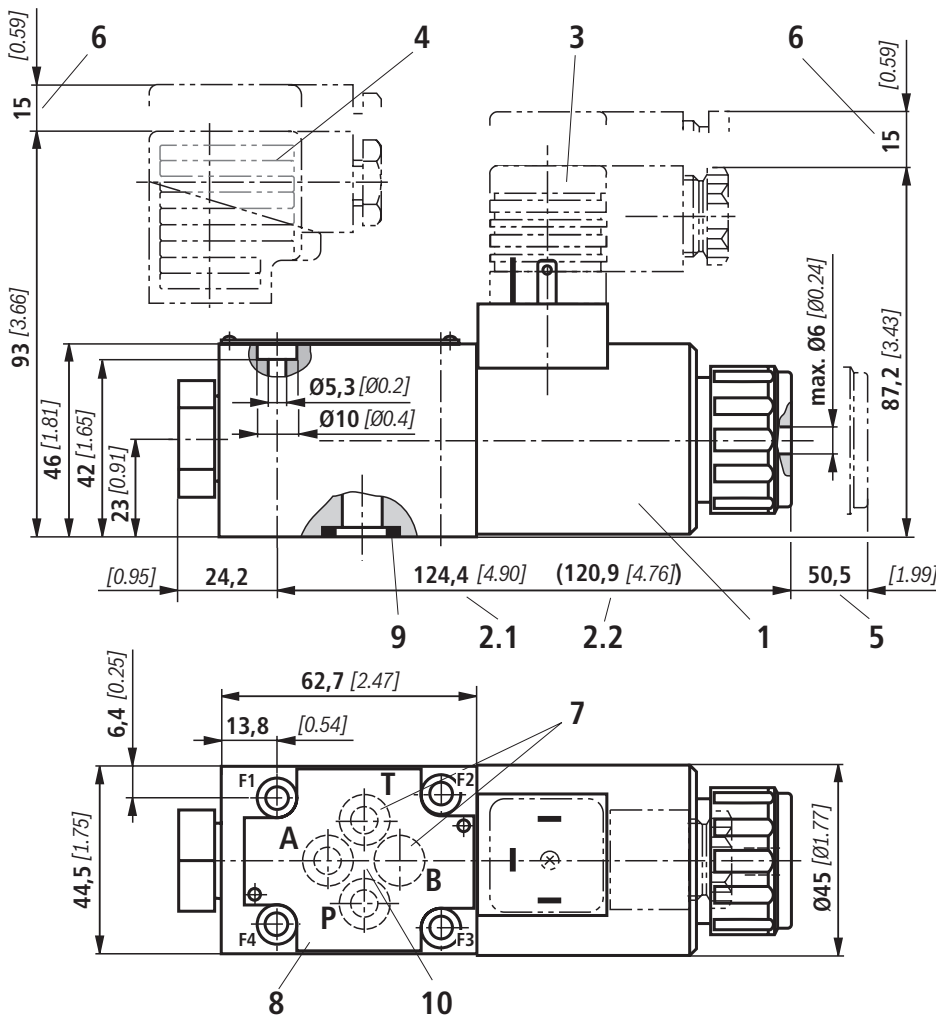 [0.59]
6
4
3
6
[0.59]
15
15
93 [3.66]
46 [1.81]
42 [1.65]
23 [0.91]
Ø5,3 [Ø0.2]
Ø10 [Ø0.4]
max. Ø6 [Ø0.24]
87,2 [3.43]
[0.95]
24,2
124,4 [4.90]
(120,9 [4.76])
50,5
[1.99]
9
2.1
2.2
1
5
6,4 [0.25]
62,7 [2.47]
13,8
[0.54]
7
F1
T
F2
44,5 [1.75]
A
B
P
F4
F3
Ø45 [Ø1.77]
8
10